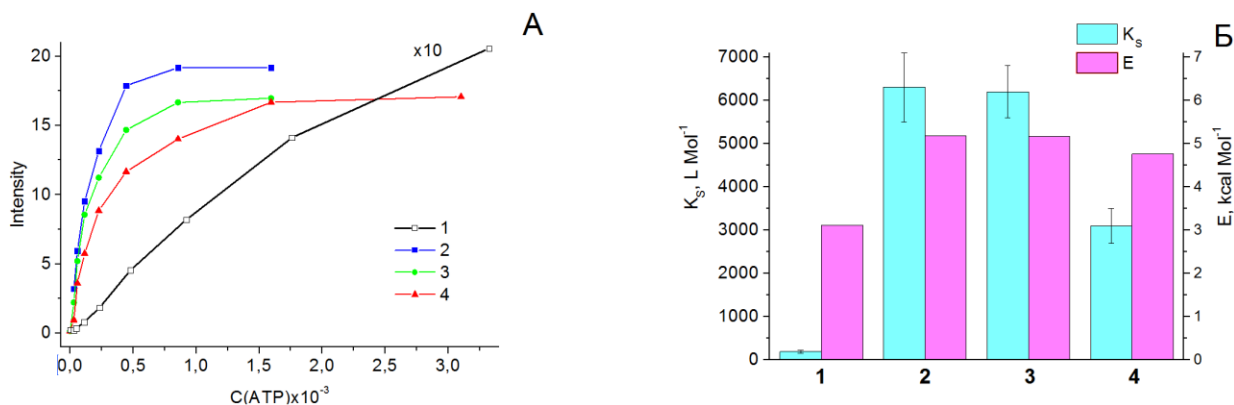 A
x10
20
15
10
5
0
Intensity
0,0 0,5 1,0 1,5 2,0 2,5 3,0
C(ATP)x10-3
1
2
3
4
Б
Ks
E
7000
6000
5000
4000
3000
2000
1000
0
Ks, L Mol-1
7
6
5
4
3
2
1
0
E, kcal Mol-1
1 2 3 4